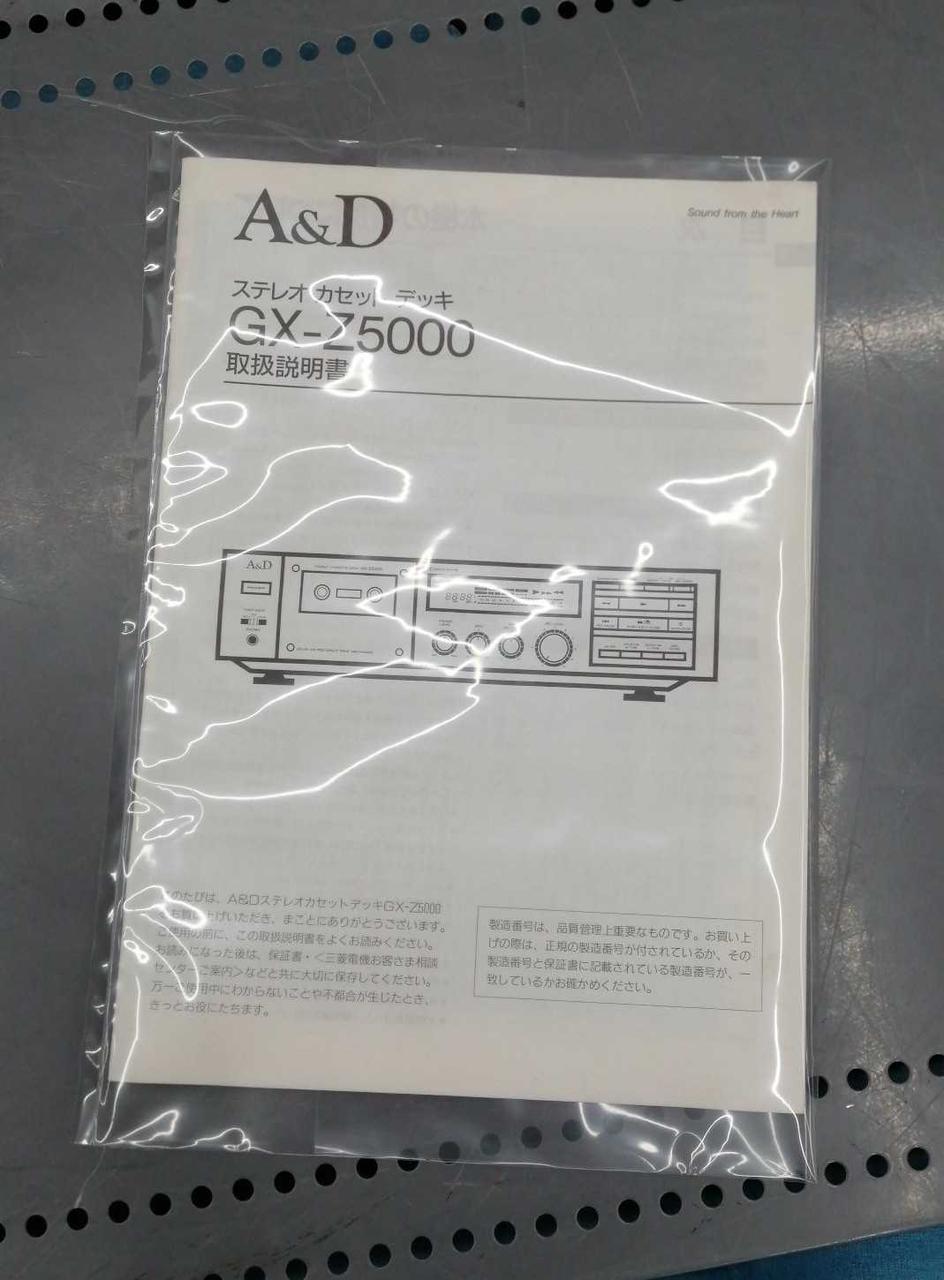 A&D
Sound from the Heart
ステレオ カセット デッキ
GX-Z5000
取扱説明書
A&D
このたびは、A&DステレオカセットデッキGX-Z5000
をお買い上げいただき、まことにありがとうございます。
ご使用の前に、この取扱説明書をよくお読みください。
お読みになった後は、保証書・<三菱電機お客さま相談
センターご案内>などと共に大切に保存してください。
万一ご使用中にわからないことや不都合が生じたとき、
きっとお役にたちます。
製造番号は、品質管理上重要なものです。お買い上
げの際は、正規の製造番号が付されているか、その
製造番号と保証書に記載されている製造番号が、一
致しているかお確かめください。